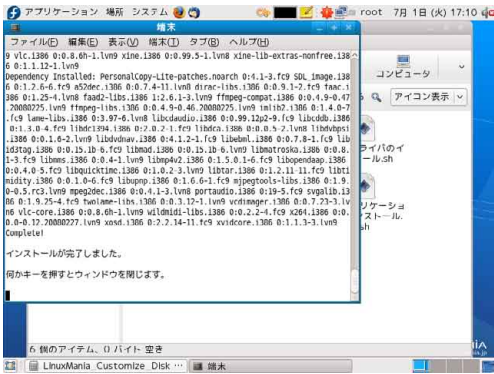 アプリケーション 場所 システム root 7月 1日 (火) 17:10
端末
ファイル(F) 編集(E) 表示(V) 端末(T) タブ(B) ヘルプ(H)
6 vlc.i386 0:0.8.6h-1.lvn9 xine.i386 0:0.99.5-1.lvn8 xine-lib-extras-nonfree.i38
6 0:1.1.12-1.lvn9
Dependency Installed: PersonalCopy-Lite-patches.noarch 0:4.1-3.fc9 SDL_image.i38
6 0:1.2.6-6.fc9 a52dec.i386 0:0.7.4-11.lvn8 dirac-libs.i386 0:0.9.1-2.fc9 faac.i
386 0:1.25-4.lvn8 faad2-libs.i386 1:2.6.1-3.lvn9 ffmpeg-compat.i386 0:0.4.9-0.47
.20080225.lvn9 ffmpeg-libs.i386 0:0.4.9-0.46.20080225.lvn9 imlib2.i386 0:1.4.0-7
.fc9 lame-libs.i386 0:3.97-6.lvn8 libcdaudio.i386 0:0.99.12p2-9.fc9 libcddb.i386
0:1.3.0-4.fc9 libdc1394.i386 0:2.0.2-1.fc9 libdca.i386 0:0.0.5-2.lvn8 libdvbpsi
.i386 0:0.1.6-2.lvn9 libdvdnav.i386 0:4.1.2-1.fc9 libebml.i386 0:0.7.8-1.fc9 lib
id3tag.i386 0:0.15.1b-6.fc9 libmad.i386 0:0.15.1b-6.lvn9 libmatroska.i386 0:0.8.
1-3.fc9 libmms.i386 0:0.4-1.lvn9 libmp4v2.i386 0:1.5.0.1-6.fc9 libopendaap.i386
0:0.4.0-5.fc9 libquicktime.i386 0:1.0.2-3.lvn9 libtar.i386 0:1.2.11-11.fc9 libti
midity.i386 0:0.1.0-6.fc9 libupnp.i386 0:1.6.6-1.fc9 mjpegtools-libs.i386 0:1.9.
0-0.5.rc3.lvn9 mpeg2dec.i386 0:0.4.1-3.lvn9 portaudio.i386 0:19-5.fc9 svgalib.i3
86 0:1.9.25-4.fc9 twolame-libs.i386 0:0.3.12-1.lvn9 vcdimager.i386 0:0.7.23-3.lv
n6 vlc-core.i386 0:0.8.6h-1.lvn9 wildmidi-libs.i386 0:0.2.2-4.fc9 x264.i386 0:0.
0.0-0.12.20080227.lvn9 xosd.i386 0:2.2.14-11.fc9 xvidcore.i386 0:1.1.3-3.lvn9
Complete!
インストールが完了しました。
何かキーを押すとウィンドウを閉じます。
コンピュータ
アイコン表示
ライバのイ
ール.sh
リケーショ
ストール.
sh
6 個のアイテム、0 バイト 空き
LinuxMania_Customize_Disk …
端末